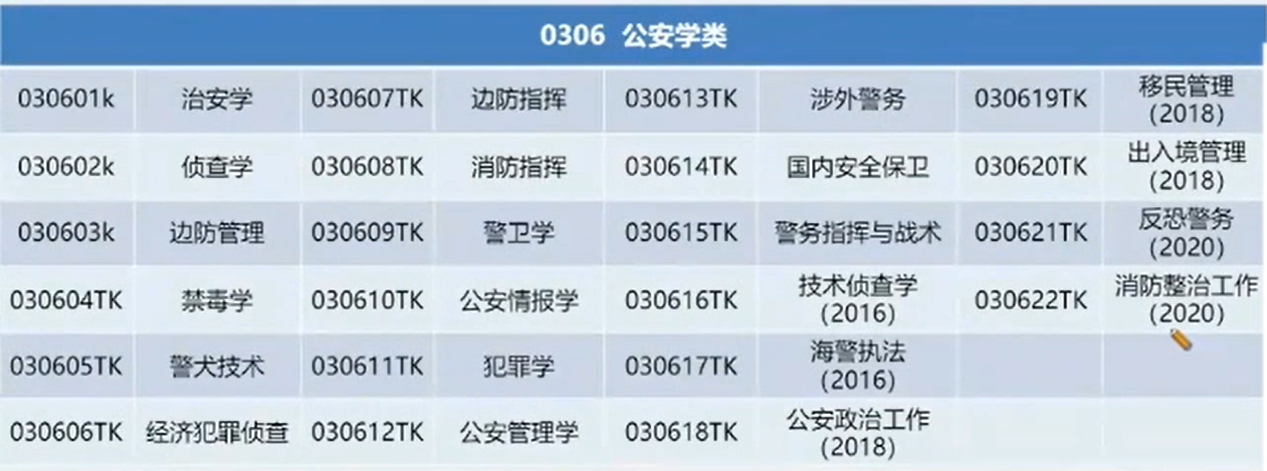 0306 公安学类
030601k 治安学 030607TK 边防指挥 030613TK 涉外警务 030619TK 移民管理
(2018)
030602k 侦查学 030608TK 消防指挥 030614TK 国内安全保卫 030620TK 出入境管理
(2018)
030603k 边防管理 030609TK 警卫学 030615TK 警务指挥与战术 030621TK 反恐警务
(2020)
030604TK 禁毒学 030610TK 公安情报学 030616TK 技术侦查学
(2016)
030622TK 消防整治工作
(2020)
030605TK 警犬技术 030611TK 犯罪学 030617TK 海警执法
(2016)
030606TK 经济犯罪侦查 030612TK 公安管理学 030618TK 公安政治工作
(2018)